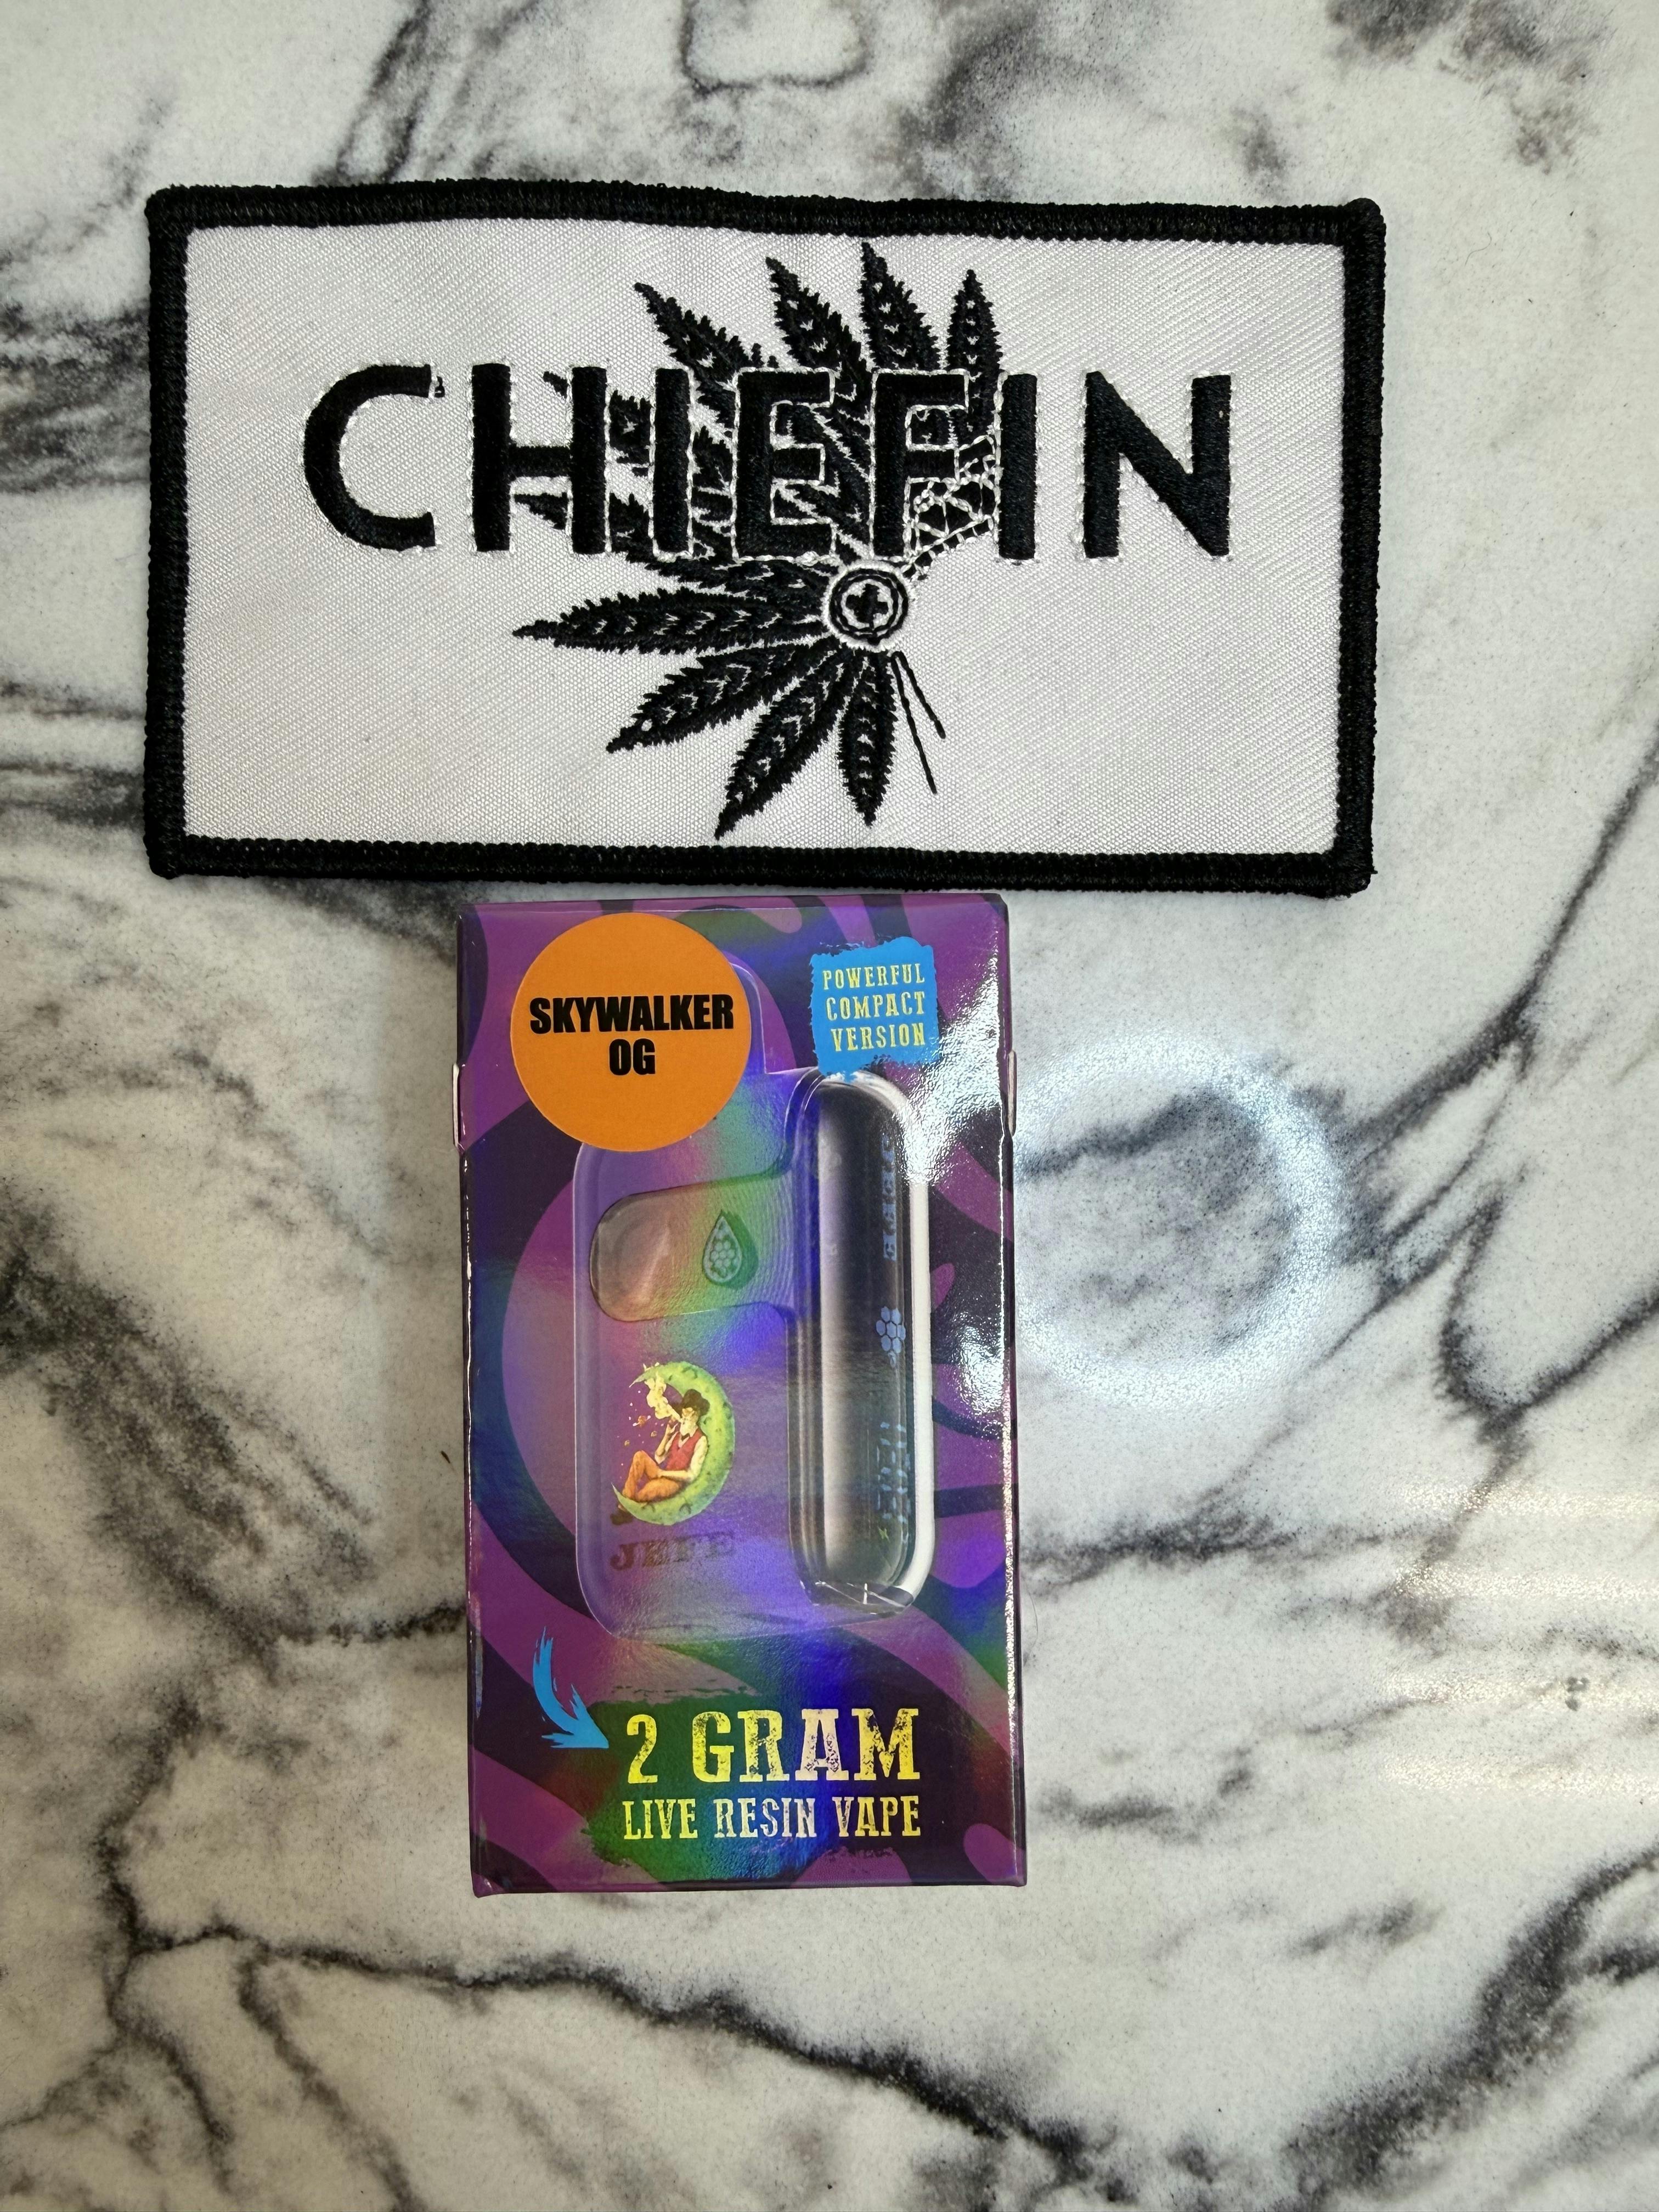 CHIEFIN
SKYWALKER
OG
POWERFUL
COMPACT
VERSION
JEFE
2 GRAM
LIVE RESIN VAPE